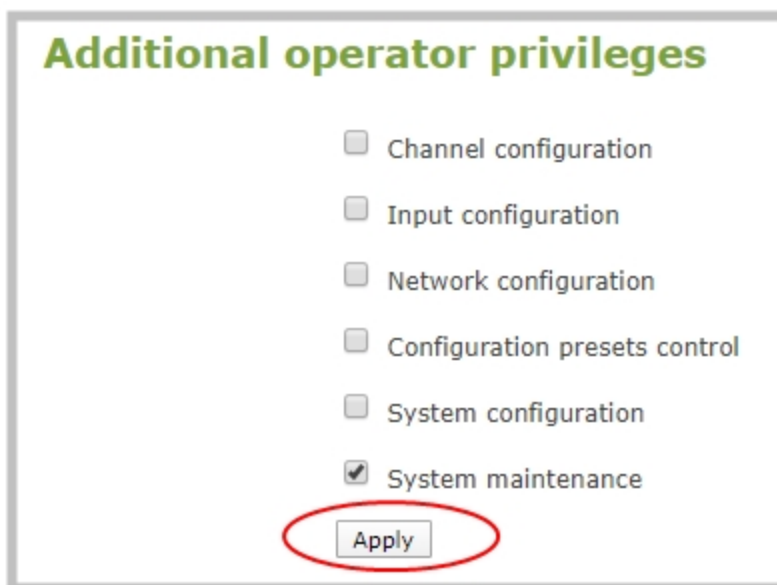 Additional operator privileges
Channel configuration
Input configuration
Network configuration
Configuration presets control
System configuration
System maintenance
Apply